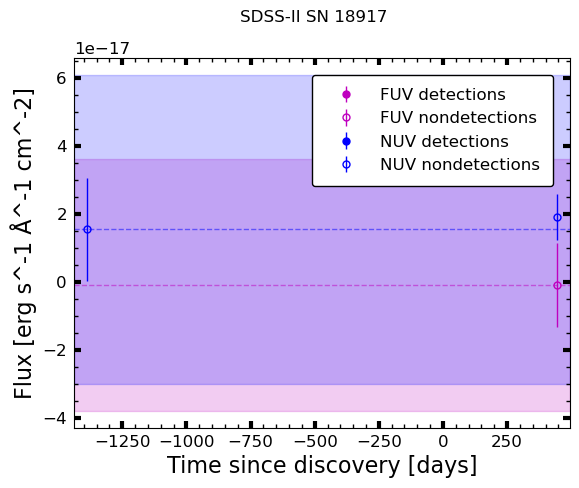 SDSS-II SN 18917
1e−17
FUV detections
FUV nondetections
NUV detections
NUV nondetections
6
4
2
0
−2
−4
Flux [erg s^-1 Å^-1 cm^-2]
−1250 −1000 −750 −500 −250 0 250
Time since discovery [days]